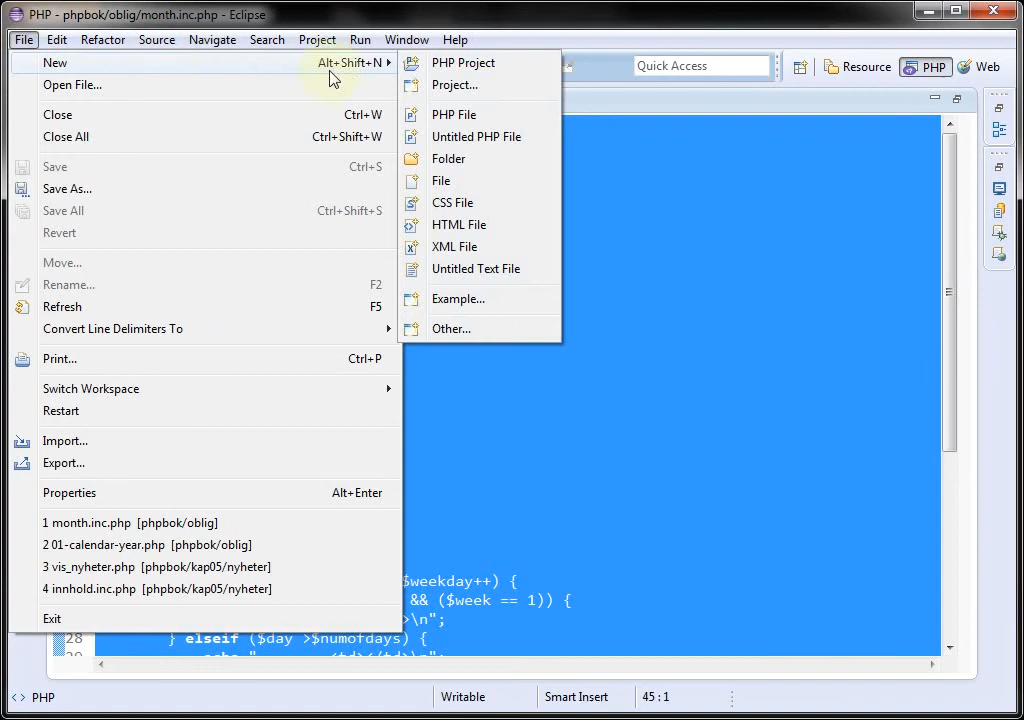 PHP - phpbok/oblig/month.inc.php - Eclipse
File Edit Refactor Source Navigate Search Project Run Window Help
New Alt+Shift+N
Open File...
Close Ctrl+W
Close All Ctrl+Shift+W
Save Ctrl+S
Save As...
Save All Ctrl+Shift+S
Revert
Move...
Rename... F2
Refresh F5
Convert Line Delimiters To
Print... Ctrl+P
Switch Workspace
Restart
Import...
Export...
Properties Alt+Enter
1 month.inc.php [phpbok/oblig]
2 01-calendar-year.php [phpbok/oblig]
3 vis_nyheter.php [phpbok/kap05/nyheter]
4 innhold.inc.php [phpbok/kap05/nyheter]
Exit
PHP Project
Project...
PHP File
Untitled PHP File
Folder
File
CSS File
HTML File
XML File
Untitled Text File
Example...
Other...
Quick Access
Resource PHP Web
$weekday++) {
&& ($week == 1)) {
>\n";
28 } elseif ($day >$numofdays) {
PHP Writable Smart Insert 45 : 1